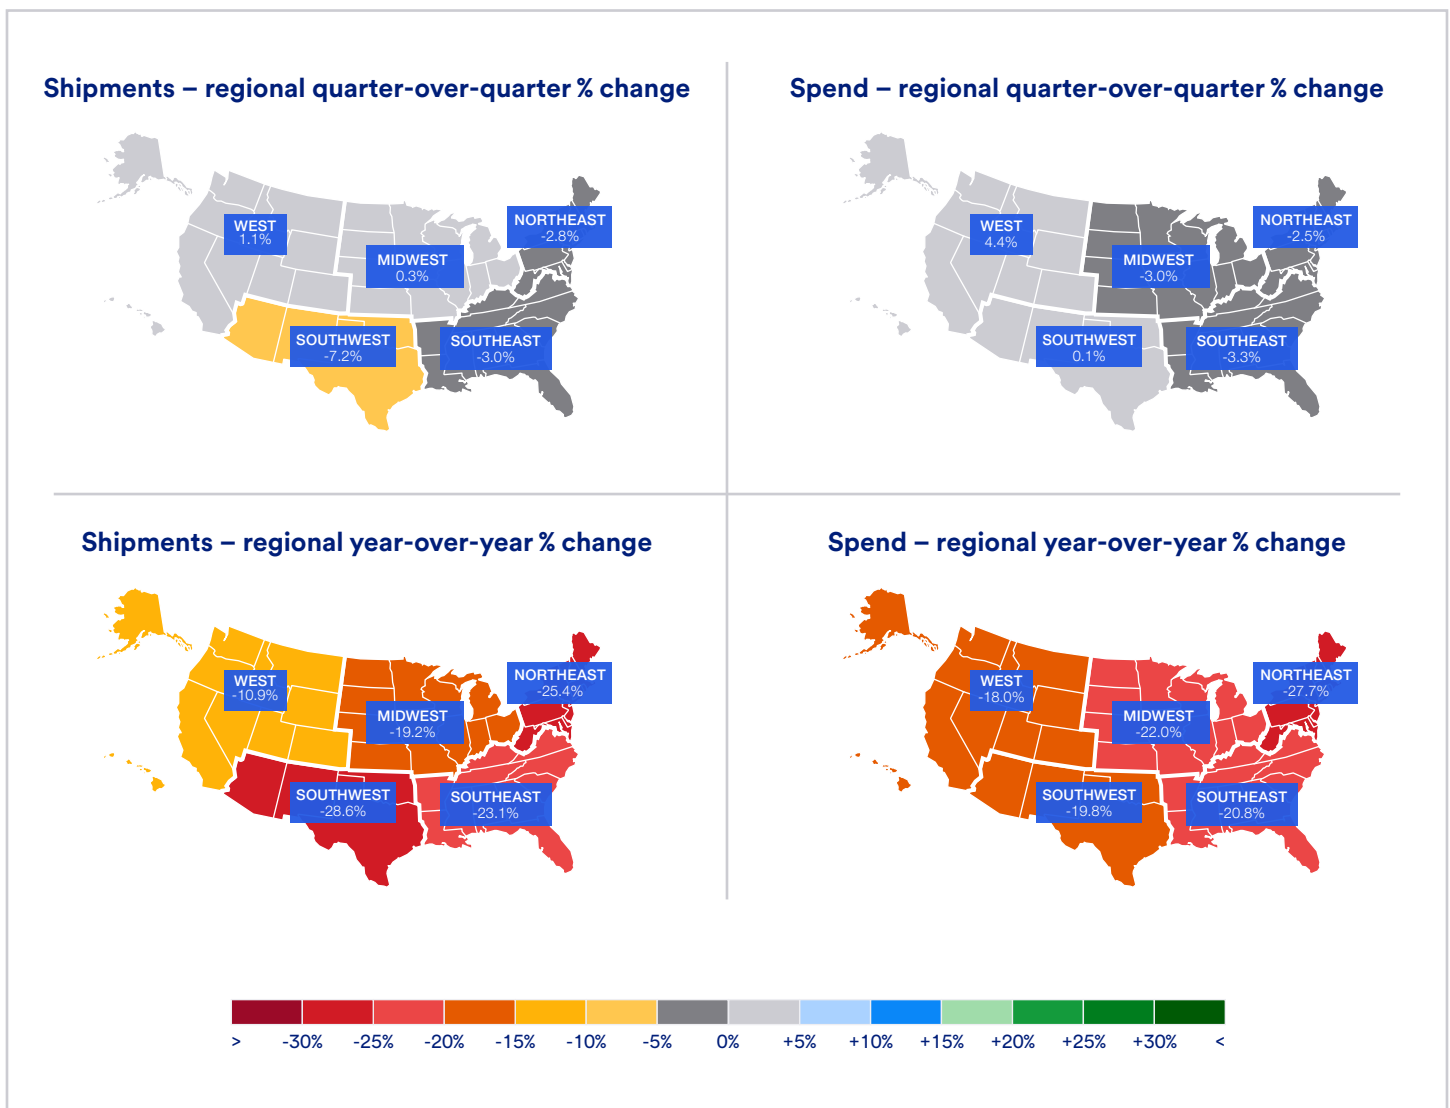 Shipments – regional quarter-over-quarter % change
WEST
1.1%
MIDWEST
0.3%
NORTHEAST
-2.8%
SOUTHWEST
-7.2%
SOUTHEAST
-3.0%
Spend – regional quarter-over-quarter % change
WEST
4.4%
MIDWEST
-3.0%
NORTHEAST
-2.5%
SOUTHWEST
0.1%
SOUTHEAST
-3.3%
Shipments – regional year-over-year % change
WEST
-10.9%
MIDWEST
-19.2%
NORTHEAST
-25.4%
SOUTHWEST
-28.6%
SOUTHEAST
-23.1%
Spend – regional year-over-year % change
WEST
-18.0%
MIDWEST
-22.0%
NORTHEAST
-27.7%
SOUTHWEST
-19.8%
SOUTHEAST
-20.8%
> -30% -25% -20% -15% -10% -5% 0% +5% +10% +15% +20% +25% +30% <